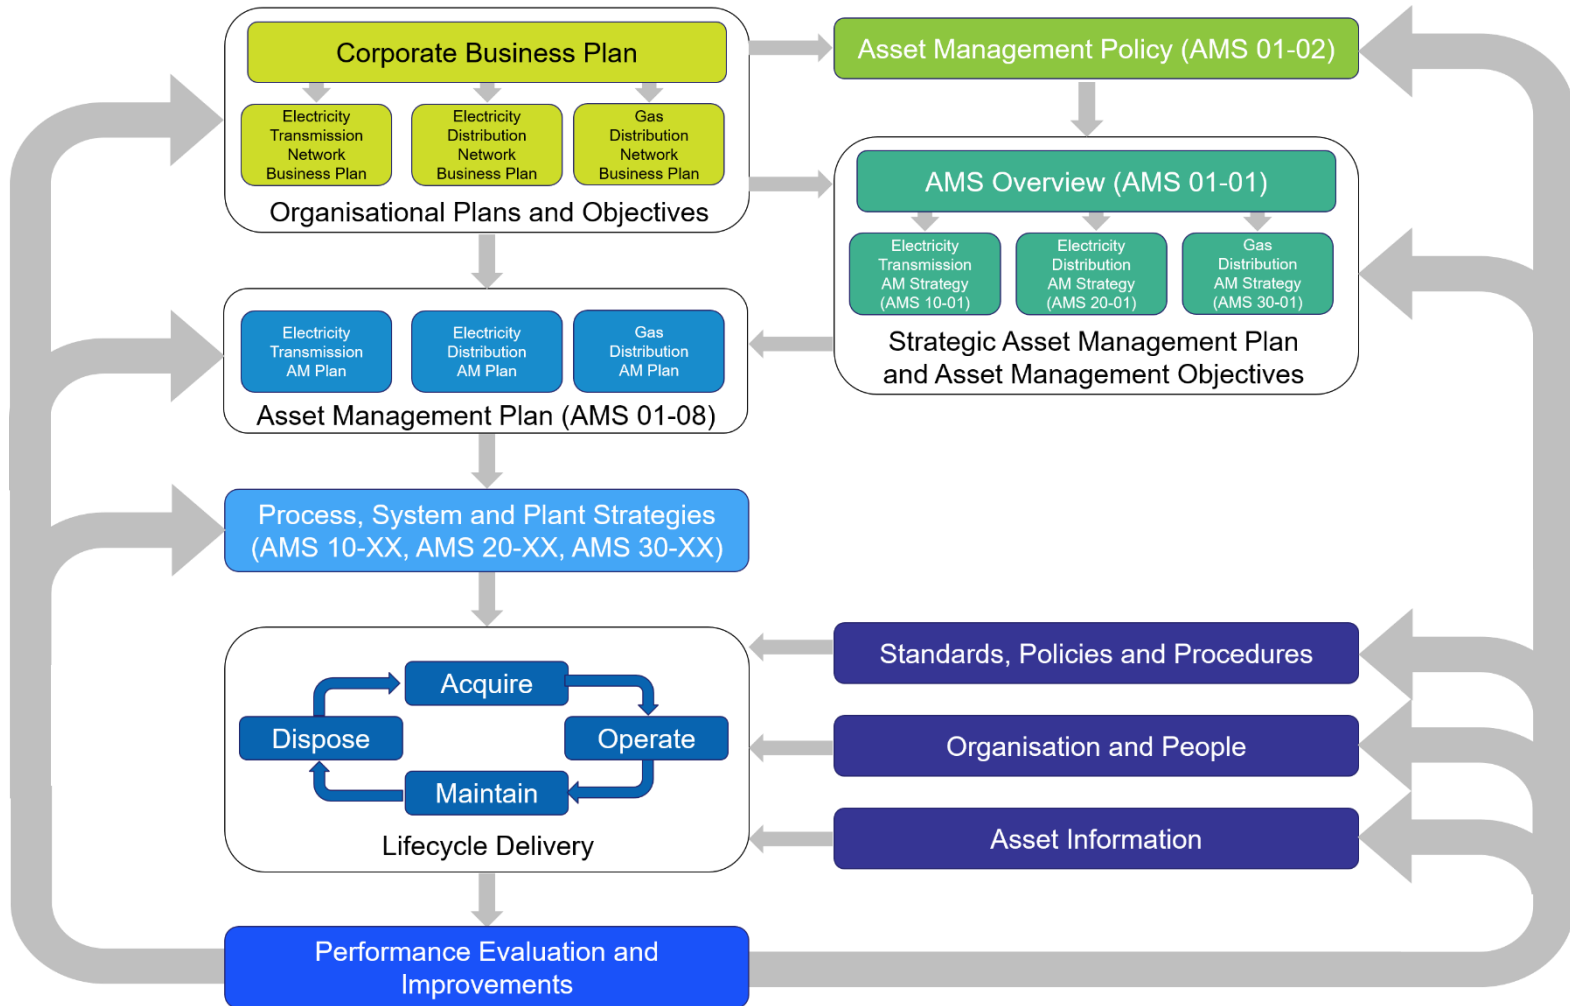 Corporate Business Plan
Electricity
Transmission
Network
Business Plan
Electricity
Distribution
Network
Business Plan
Gas
Distribution
Network
Business Plan
Organisational Plans and Objectives
Asset Management Policy (AMS 01-02)
AMS Overview (AMS 01-01)
Electricity
Transmission
AM Strategy
(AMS 10-01)
Electricity
Distribution
AM Strategy
(AMS 20-01)
Gas
Distribution
AM Strategy
(AMS 30-01)
Strategic Asset Management Plan
and Asset Management Objectives
Electricity
Transmission
AM Plan
Electricity
Distribution
AM Plan
Gas
Distribution
AM Plan
Asset Management Plan (AMS 01-08)
Process, System and Plant Strategies
(AMS 10-XX, AMS 20-XX, AMS 30-XX)
Acquire
Dispose
Operate
Maintain
Lifecycle Delivery
Standards, Policies and Procedures
Organisation and People
Asset Information
Performance Evaluation and
Improvements